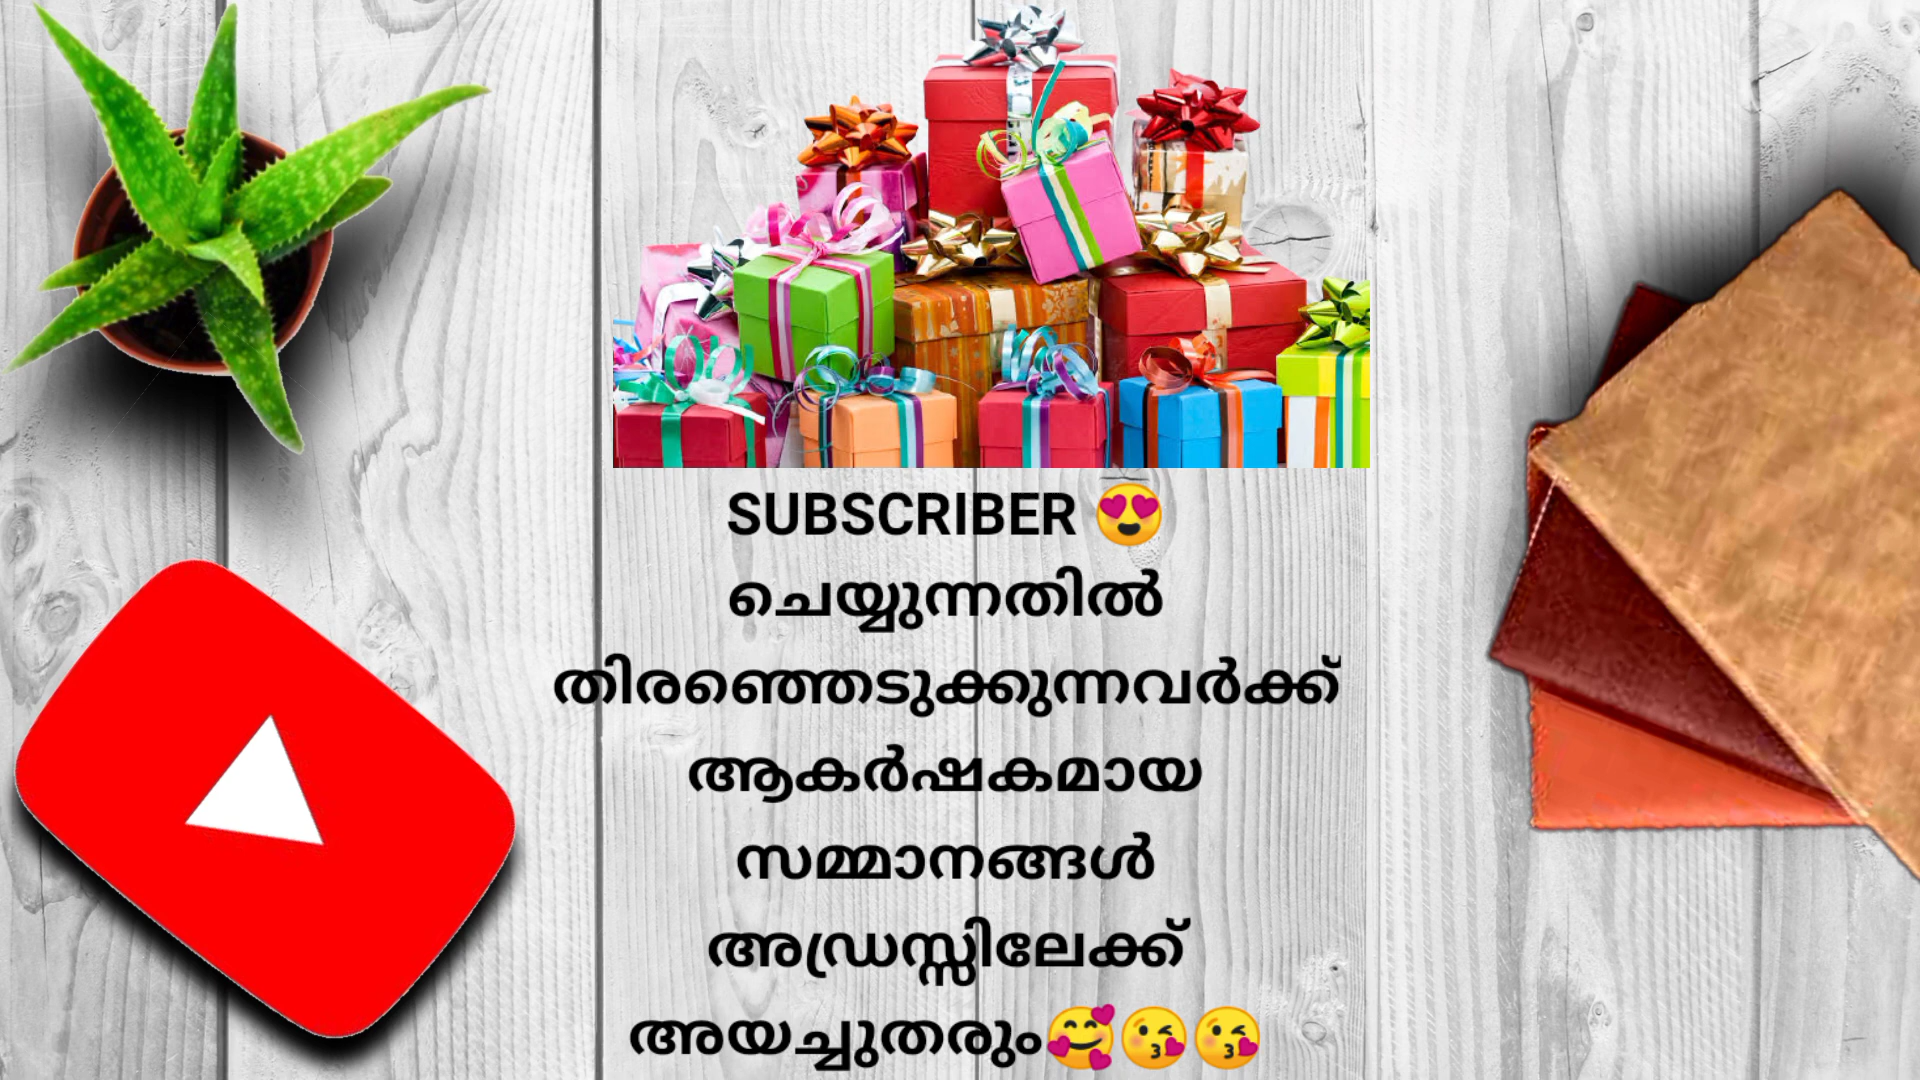 SUBSCRIBER 😍
ചെയ്യുന്നതിൽ
തിരഞ്ഞെടുക്കുന്നവർക്ക്
ആകർഷകമായ
സമ്മാനങ്ങൾ
അഡ്രസ്സിലേക്ക്
അയച്ചുതരും🥰😘😘